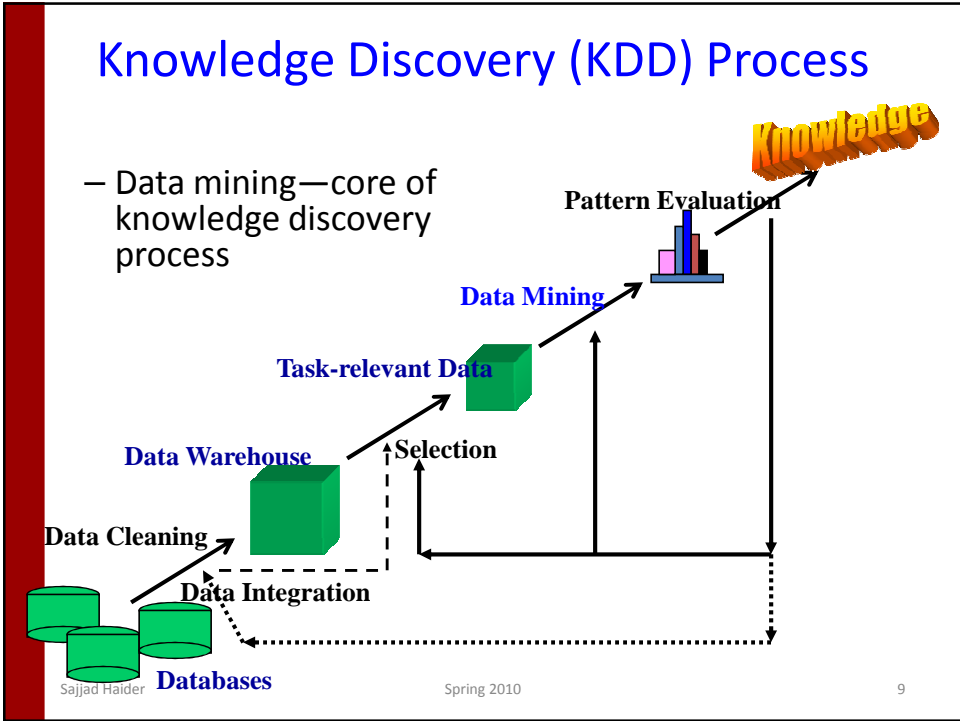 Knowledge Discovery (KDD) Process
Knowledge
– Data mining—core of
knowledge discovery
process
Pattern Evaluation
Data Mining
Task-relevant Data
Selection
Data Warehouse
Data Cleaning
Data Integration
Databases
Sajjad Haider
Spring 2010
9